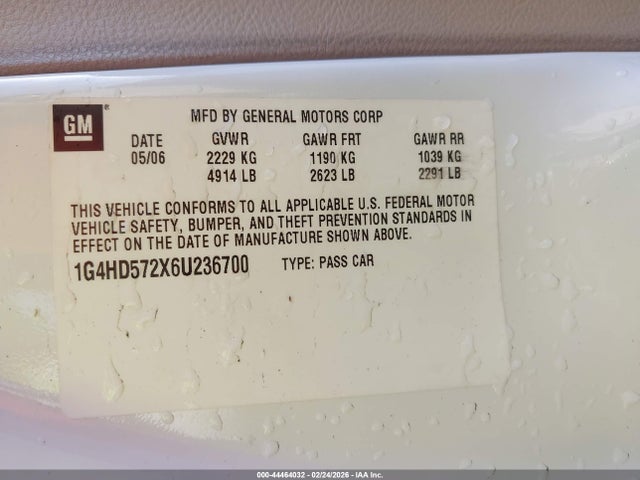 GM ®
MFD BY GENERAL MOTORS CORP
DATE GVWR GAWR FRT GAWR RR
05/06 2229 KG 1190 KG 1039 KG
4914 LB 2623 LB 2291 LB
THIS VEHICLE CONFORMS TO ALL APPLICABLE U.S. FEDERAL MOTOR
VEHICLE SAFETY, BUMPER, AND THEFT PREVENTION STANDARDS IN
EFFECT ON THE DATE OF MANUFACTURE SHOWN ABOVE.
1G4HD572X6U236700 TYPE: PASS CAR
000-44464032 - 02/24/2026 - IAA Inc.